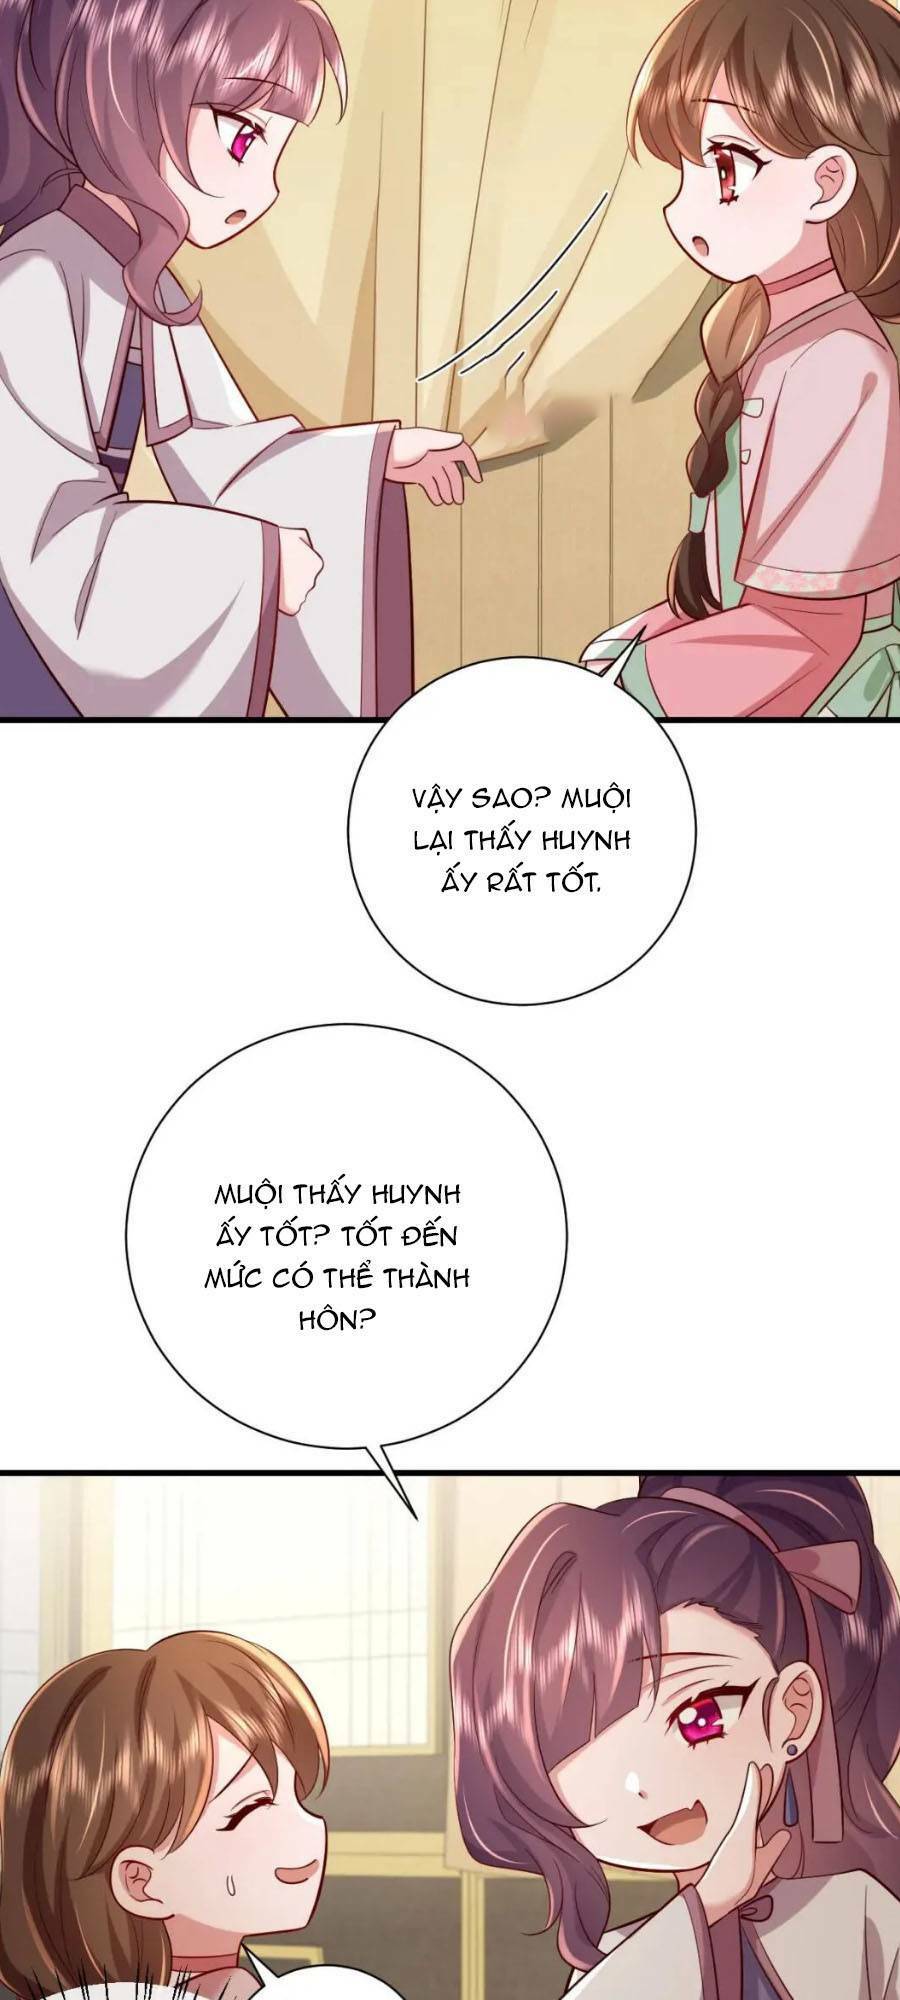 VẬY SAO? MUỘI
LẠI THẤY HUYNH
ẤY RẤT TỐT.
MUỘI THẤY HUYNH
ẤY TỐT? TỐT ĐẾN
MỨC CÓ THỂ THÀNH
HÔN?